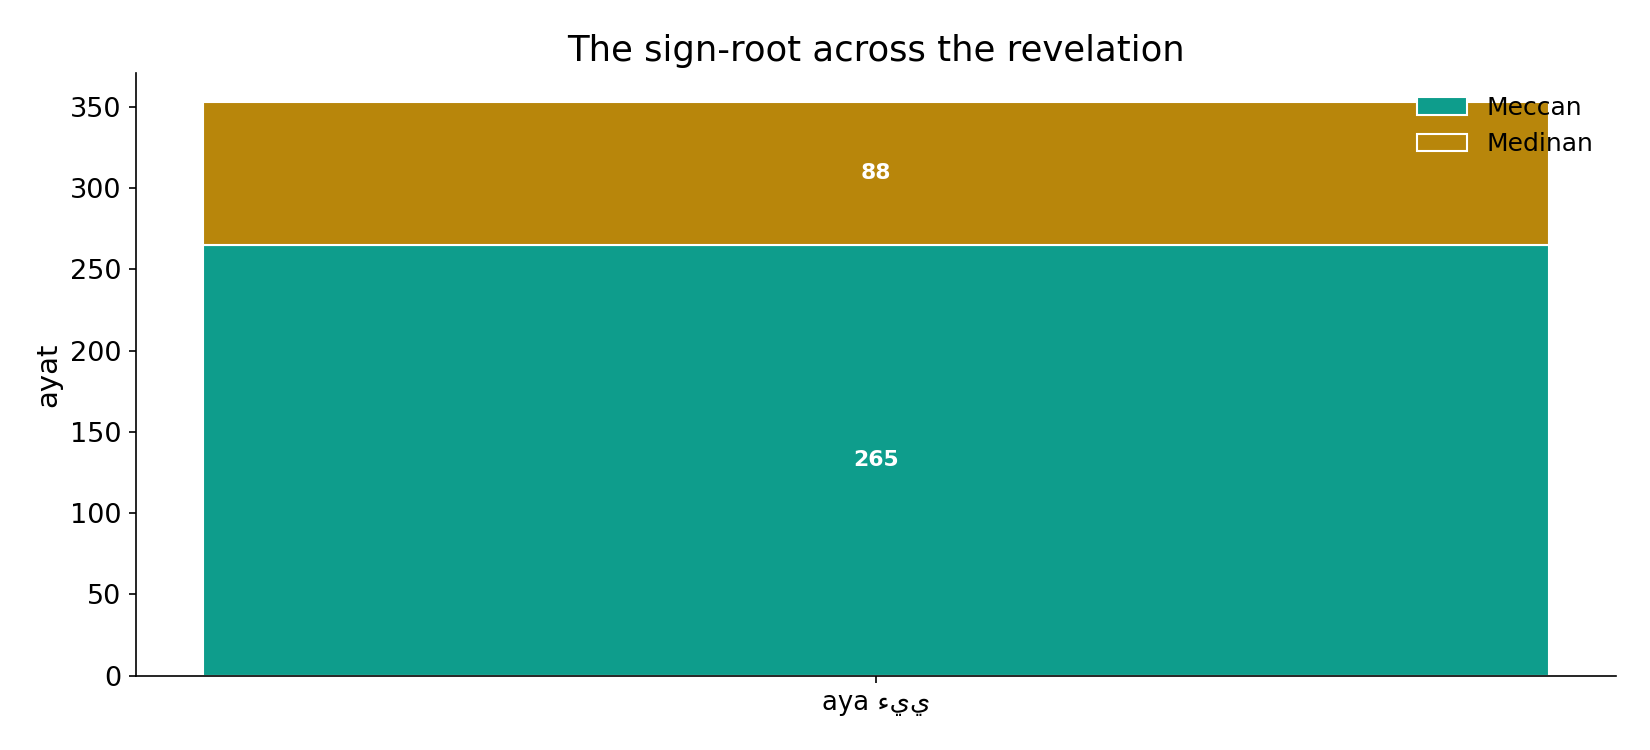 The sign-root across the revelation
350
300
250
200
150
100
50
0
ayat
Meccan
Medinan
88
265
aya ءيي